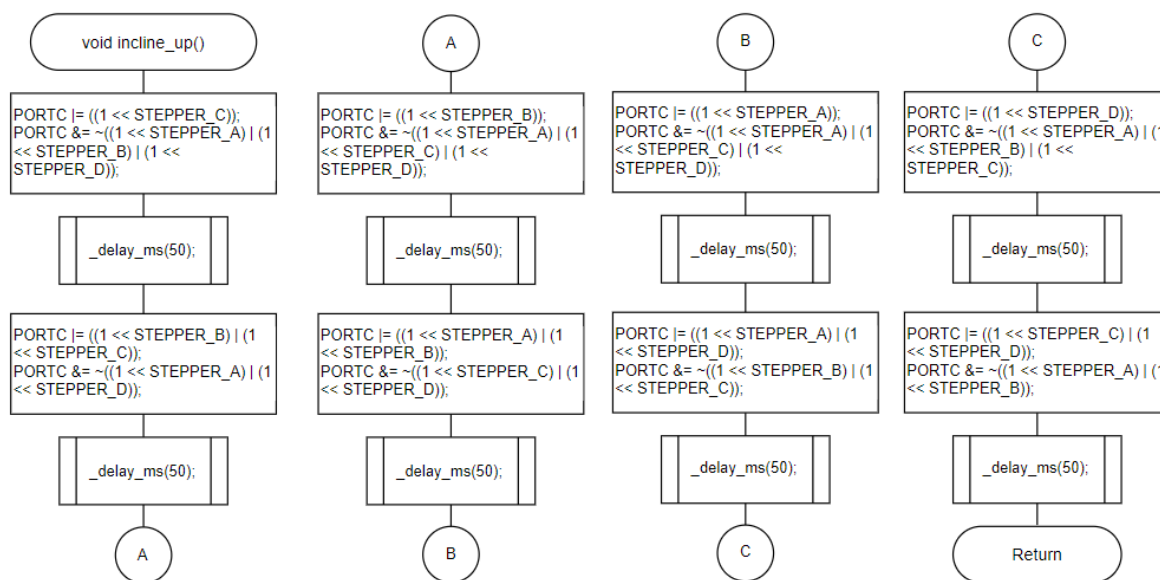 void incline_up()
PORTC |= ((1 << STEPPER_C));
PORTC &= ~((1 << STEPPER_A) | (1
<< STEPPER_B) | (1 <<
STEPPER_D));
_delay_ms(50);
PORTC |= ((1 << STEPPER_B) | (1
<< STEPPER_C));
PORTC &= ~((1 << STEPPER_A) | (1
<< STEPPER_D));
_delay_ms(50);
A
A
PORTC |= ((1 << STEPPER_B));
PORTC &= ~((1 << STEPPER_A) | (1
<< STEPPER_C) | (1 <<
STEPPER_D));
_delay_ms(50);
PORTC |= ((1 << STEPPER_A) | (1
<< STEPPER_B));
PORTC &= ~((1 << STEPPER_C) | (1
<< STEPPER_D));
_delay_ms(50);
B
B
PORTC |= ((1 << STEPPER_A));
PORTC &= ~((1 << STEPPER_A) | (1
<< STEPPER_C) | (1 <<
STEPPER_D));
_delay_ms(50);
PORTC |= ((1 << STEPPER_A) | (1
<< STEPPER_D));
PORTC &= ~((1 << STEPPER_B) | (1
<< STEPPER_C));
_delay_ms(50);
C
C
PORTC |= ((1 << STEPPER_D));
PORTC &= ~((1 << STEPPER_A) | (1
<< STEPPER_B) | (1 <<
STEPPER_C));
_delay_ms(50);
PORTC |= ((1 << STEPPER_C) | (1
<< STEPPER_D));
PORTC &= ~((1 << STEPPER_A) | (1
<< STEPPER_B));
_delay_ms(50);
Return